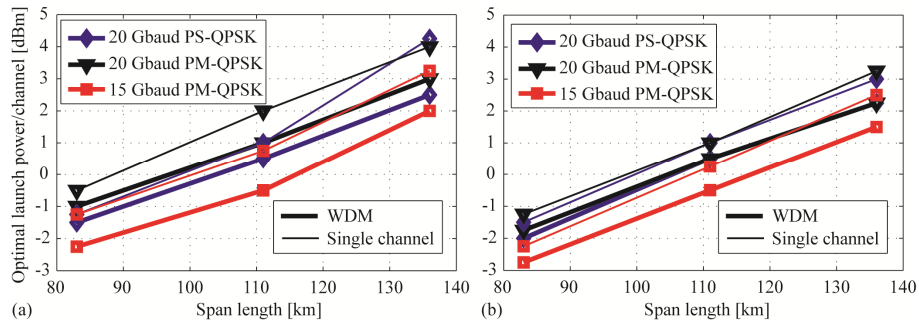 Optimal launch power/channel [dBm]
5
4
3
2
1
0
-1
-2
-3
20 Gbaud PS-QPSK
20 Gbaud PM-QPSK
15 Gbaud PM-QPSK
WDM
Single channel
80 90 100 110 120 130 140
(a) Span length [km]
5
4
3
2
1
0
-1
-2
-3
20 Gbaud PS-QPSK
20 Gbaud PM-QPSK
15 Gbaud PM-QPSK
WDM
Single channel
80 90 100 110 120 130 140
(b) Span length [km]